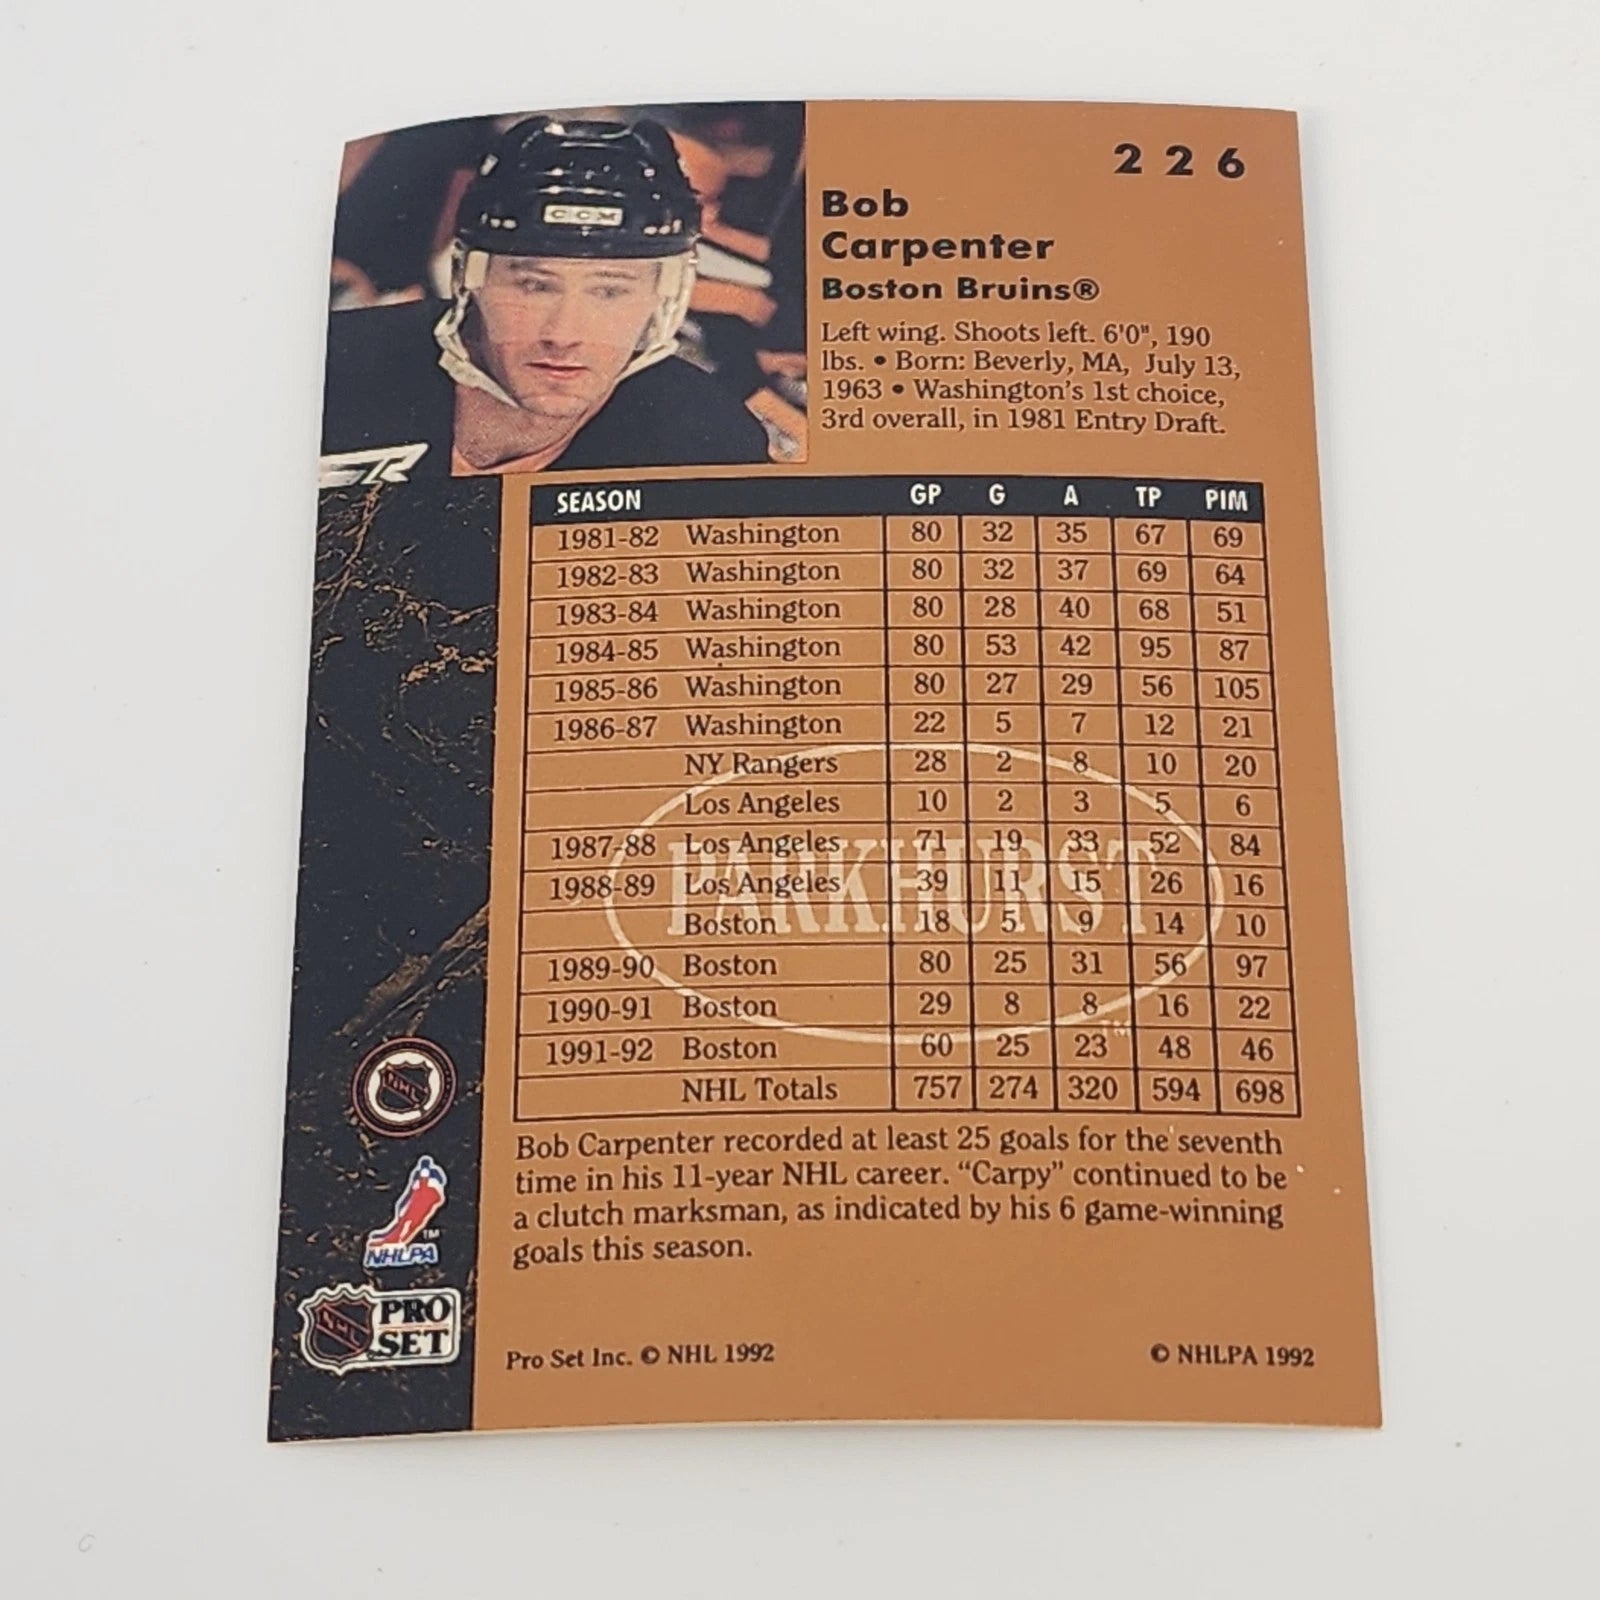 226
Bob
Carpenter
Boston Bruins®
Left wing. Shoots left. 6'0", 190
lbs. • Born: Beverly, MA, July 13,
1963 • Washington's 1st choice,
3rd overall, in 1981 Entry Draft.
CCM
SEASON GP G A TP PIM
1981-82 Washington 80 32 35 67 69
1982-83 Washington 80 32 37 69 64
1983-84 Washington 80 28 40 68 51
1984-85 Washington 80 53 42 95 87
1985-86 Washington 80 27 29 56 105
1986-87 Washington 22 5 7 12 21
NY Rangers 28 2 8 10 20
Los Angeles 10 2 3 5 6
1987-88 Los Angeles 71 19 33 52 84
1988-89 Los Angeles 39 11 15 26 16
Boston 18 5 9 14 10
1989-90 Boston 80 25 31 56 97
1990-91 Boston 29 8 8 16 22
1991-92 Boston 60 25 23 48 46
NHL Totals 757 274 320 594 698
PARKHURST
TM
Bob Carpenter recorded at least 25 goals for the seventh
time in his 11-year NHL career. “Carpy” continued to be
a clutch marksman, as indicated by his 6 game-winning
goals this season.
NHL
TM
NHLPA
NHL
PRO
SET
Pro Set Inc. © NHL 1992 © NHLPA 1992